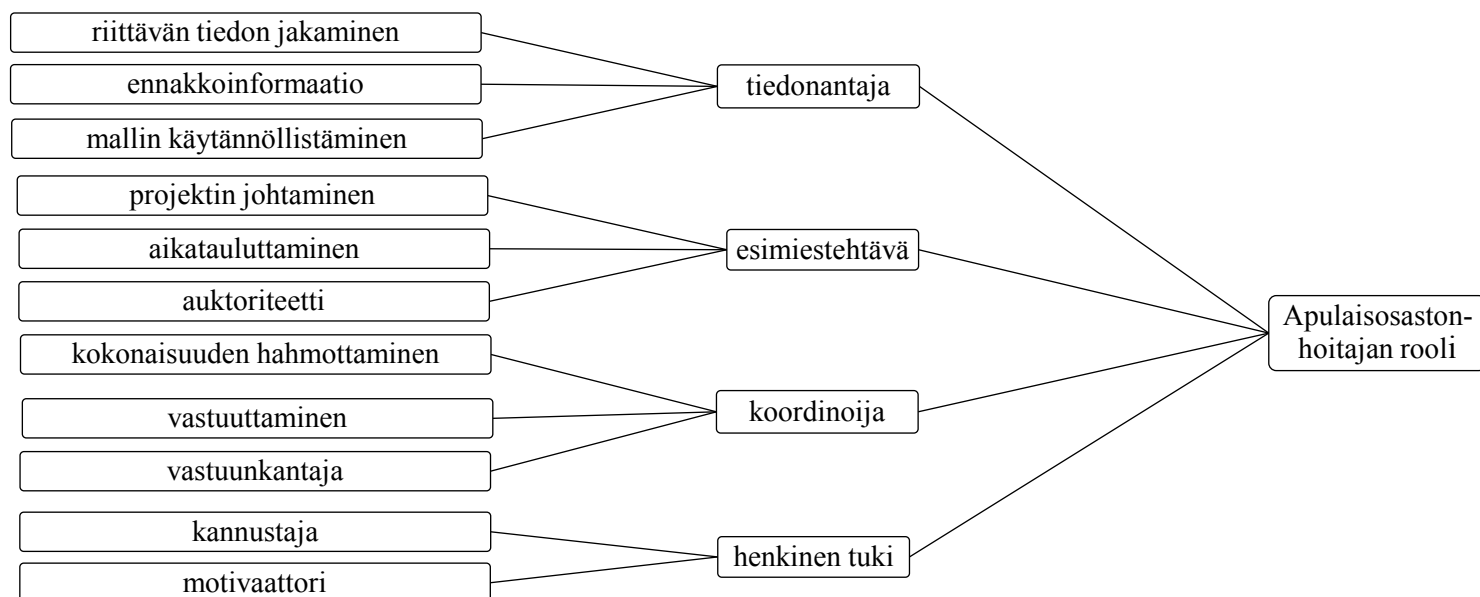 riittävän tiedon jakaminen
ennakkoinformaatio
mallin käytännöllistäminen
tiedonantaja
projektin johtaminen
aikatauluttaminen
auktoriteetti
esimiestehtävä
kokonaisuuden hahmottaminen
vastuuttaminen
vastuunkantaja
koordinoija
kannustaja
motivaattori
henkinen tuki
Apulaisosaston-
hoitajan rooli